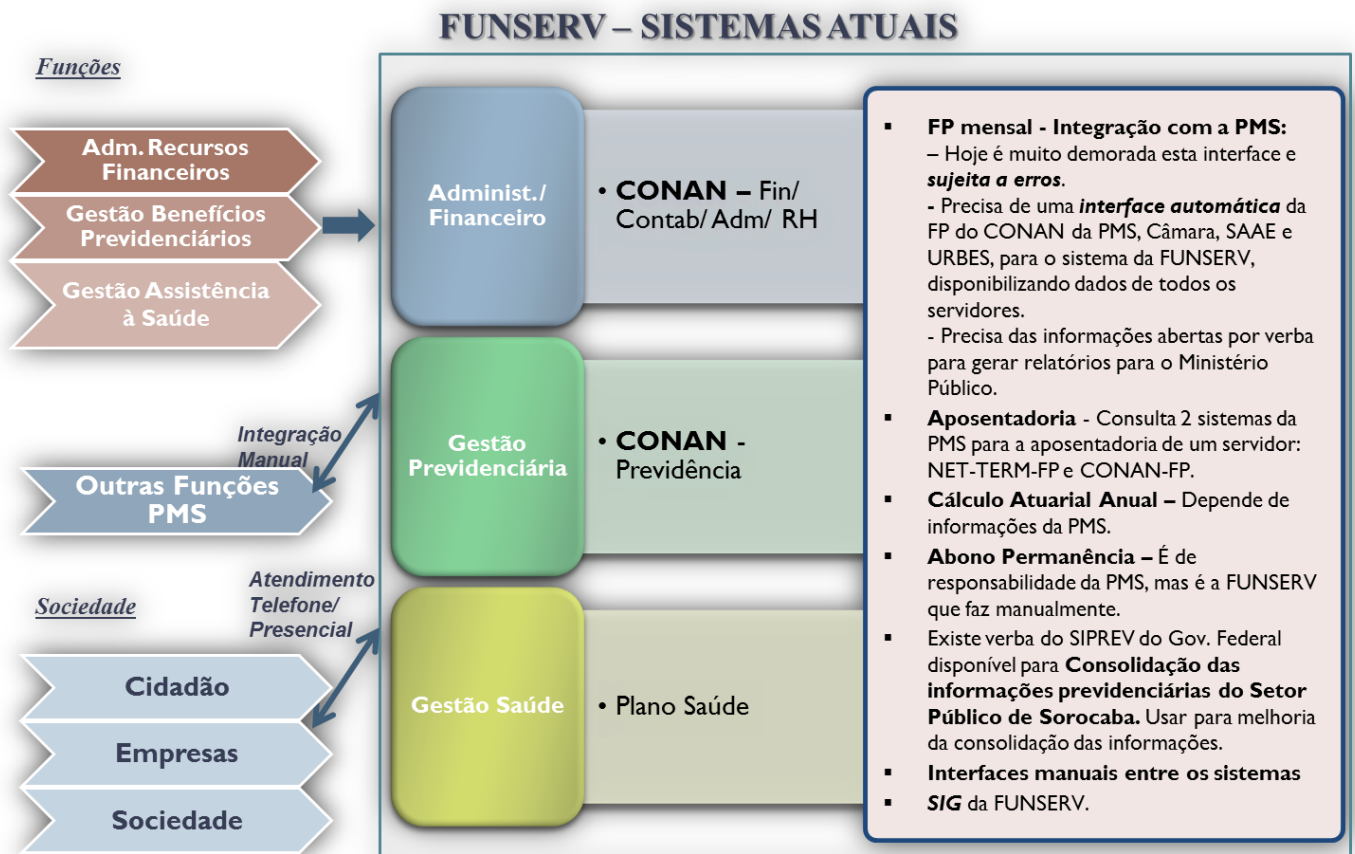 FUNSERV – SISTEMAS ATUAIS
Funções
Adm. Recursos
Financeiros
Gestão Benefícios
Previdenciários
Gestão Assistência
à Saúde
Integração
Manual
Outras Funções
PMS
Atendimento
Telefone/
Presencial
Sociedade
Cidadão
Empresas
Sociedade
Administ./
Financeiro
• CONAN – Fin/
Contab/ Adm/ RH
Gestão
Previdenciária
• CONAN -
Previdência
Gestão Saúde
• Plano Saúde
▪ FP mensal - Integração com a PMS:
– Hoje é muito demorada esta interface e
sujeita a erros.
- Precisa de uma interface automática da
FP do CONAN da PMS, Câmara, SAAE e
URBES, para o sistema da FUNSERV,
disponibilizando dados de todos os
servidores.
- Precisa das informações abertas por verba
para gerar relatórios para o Ministério
Público.
▪ Aposentadoria - Consulta 2 sistemas da
PMS para a aposentadoria de um servidor:
NET-TERM-FP e CONAN-FP.
▪ Cálculo Atuarial Anual – Depende de
informações da PMS.
▪ Abono Permanência – É de
responsabilidade da PMS, mas é a FUNSERV
que faz manualmente.
▪ Existe verba do SIPREV do Gov. Federal
disponível para Consolidação das
informações previdenciárias do Setor
Público de Sorocaba. Usar para melhoria
da consolidação das informações.
▪ Interfaces manuais entre os sistemas
▪ SIG da FUNSERV.